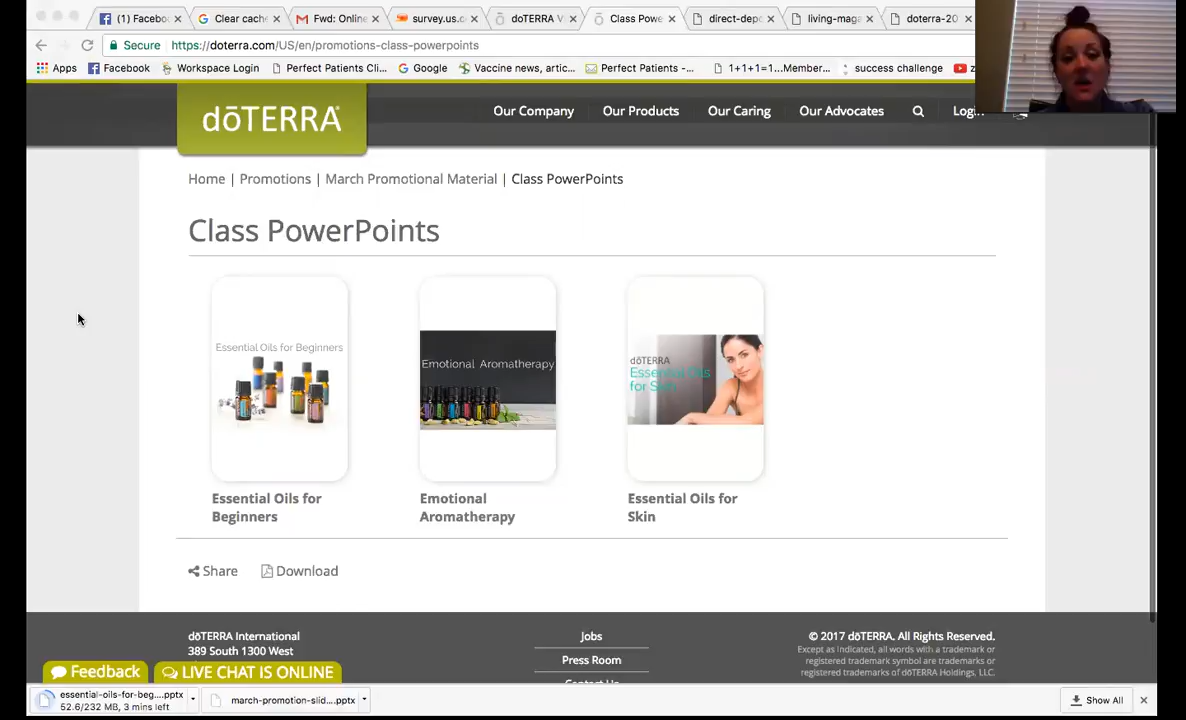 (1) Facebo
Clear cach
Fwd: Online
survey.us.c
doTERRA V
Class Powe
direct-depo
living-maga
doterra-20
Secure
https://doterra.com/US/en/promotions-class-powerpoints
Apps
Facebook
Workspace Login
Perfect Patients Cli...
Google
Vaccine news, artic...
Perfect Patients -...
1+1+1=1...Member...
success challenge
dōTERRA
Our Company
Our Products
Our Caring
Our Advocates
Home | Promotions | March Promotional Material | Class PowerPoints
Class PowerPoints
Essential Oils for Beginners
Emotional Aromatherapy
dōTERRA
Essential Oils
for Skin
Essential Oils for
Beginners
Emotional
Aromatherapy
Essential Oils for
Skin
Share
Download
dōTERRA International
389 South 1300 West
Jobs
Press Room
© 2017 dōTERRA. All Rights Reserved.
Except as indicated, all words with a trademark or
registered trademark symbol are trademarks or
registered trademarks of dōTERRA Holdings, LLC.
Feedback
LIVE CHAT IS ONLINE
essential-oils-for-beg....pptx
52.6/232 MB, 3 mins left
march-promotion-slid....pptx
Show All